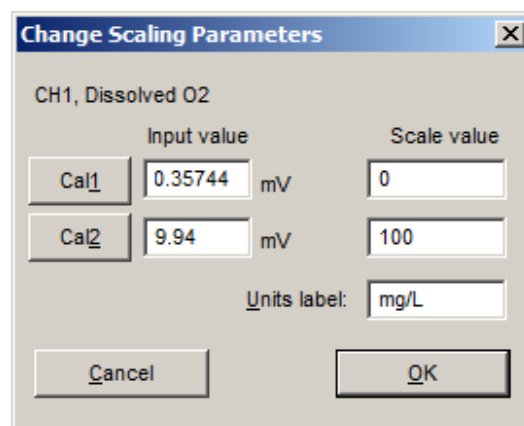 Change Scaling Parameters
CH1, Dissolved O2
Input value Scale value
Cal1 0.35744 mV 0
Cal2 9.94 mV 100
Units label: mg/L
Cancel OK